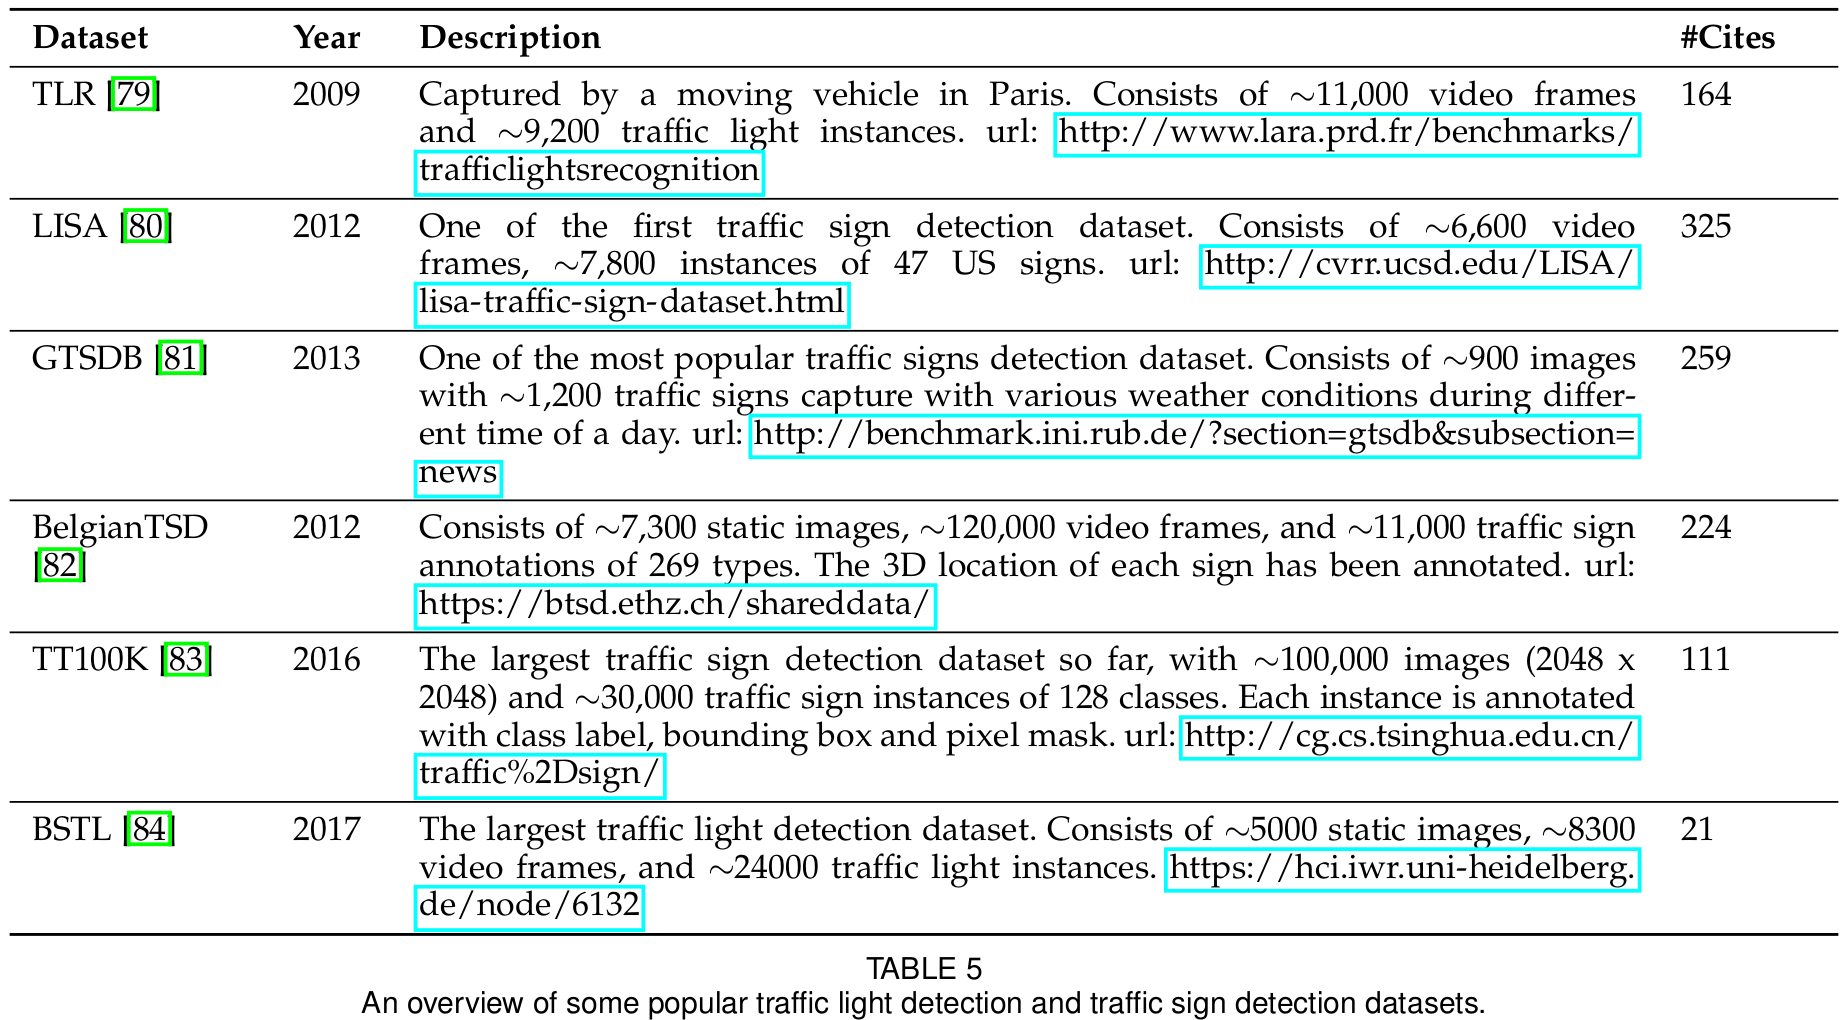 Dataset Year Description #Cites
TLR [79] 2009 Captured by a moving vehicle in Paris. Consists of ~11,000 video frames 164
and ~9,200 traffic light instances. url: http://www.lara.prd.fr/benchmarks/
trafficlightsrecognition
LISA [80] 2012 One of the first traffic sign detection dataset. Consists of ~6,600 video 325
frames, ~7,800 instances of 47 US signs. url: http://cvrr.ucsd.edu/LISA/
lisa-traffic-sign-dataset.html
GTSDB [81] 2013 One of the most popular traffic signs detection dataset. Consists of ~900 images 259
with ~1,200 traffic signs capture with various weather conditions during differ-
ent time of a day. url: http://benchmark.ini.rub.de/?section=gtsdb&subsection=
news
BelgianTSD 2012 Consists of ~7,300 static images, ~120,000 video frames, and ~11,000 traffic sign 224
[82] annotations of 269 types. The 3D location of each sign has been annotated. url:
https://btsd.ethz.ch/shareddata/
TT100K [83] 2016 The largest traffic sign detection dataset so far, with ~100,000 images (2048 x 111
2048) and ~30,000 traffic sign instances of 128 classes. Each instance is annotated
with class label, bounding box and pixel mask. url: http://cg.cs.tsinghua.edu.cn/
traffic%2Dsign/
BSTL [84] 2017 The largest traffic light detection dataset. Consists of ~5000 static images, ~8300 21
video frames, and ~24000 traffic light instances. https://hci.iwr.uni-heidelberg.
de/node/6132
TABLE 5
An overview of some popular traffic light detection and traffic sign detection datasets.